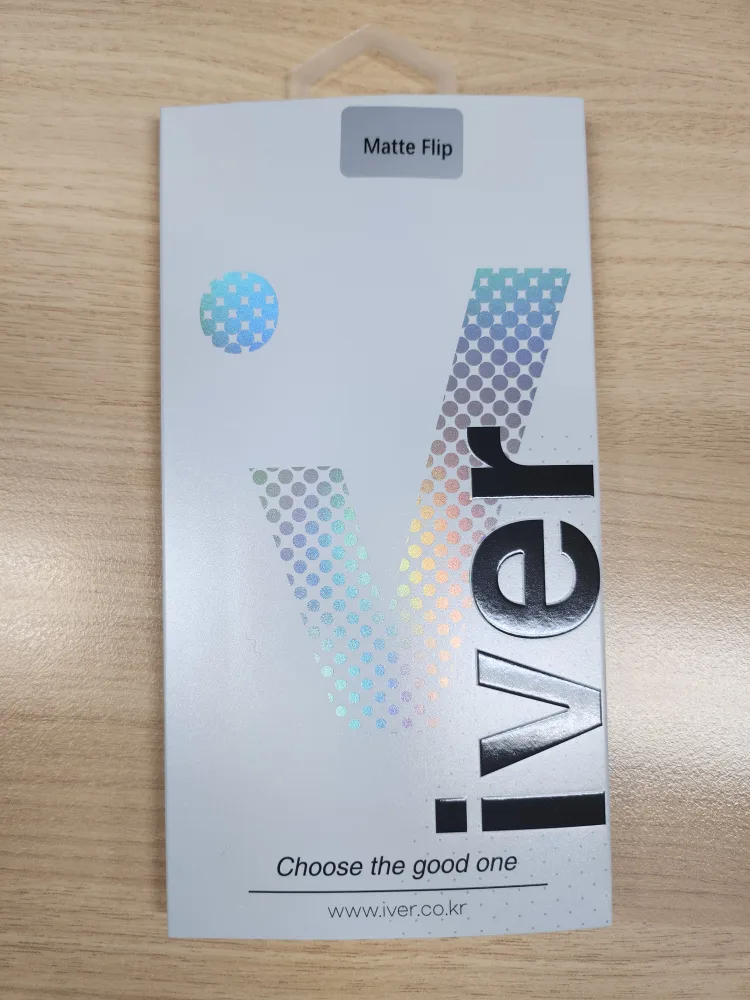 Matte Flip
iver
Choose the good one
www.iver.co.kr